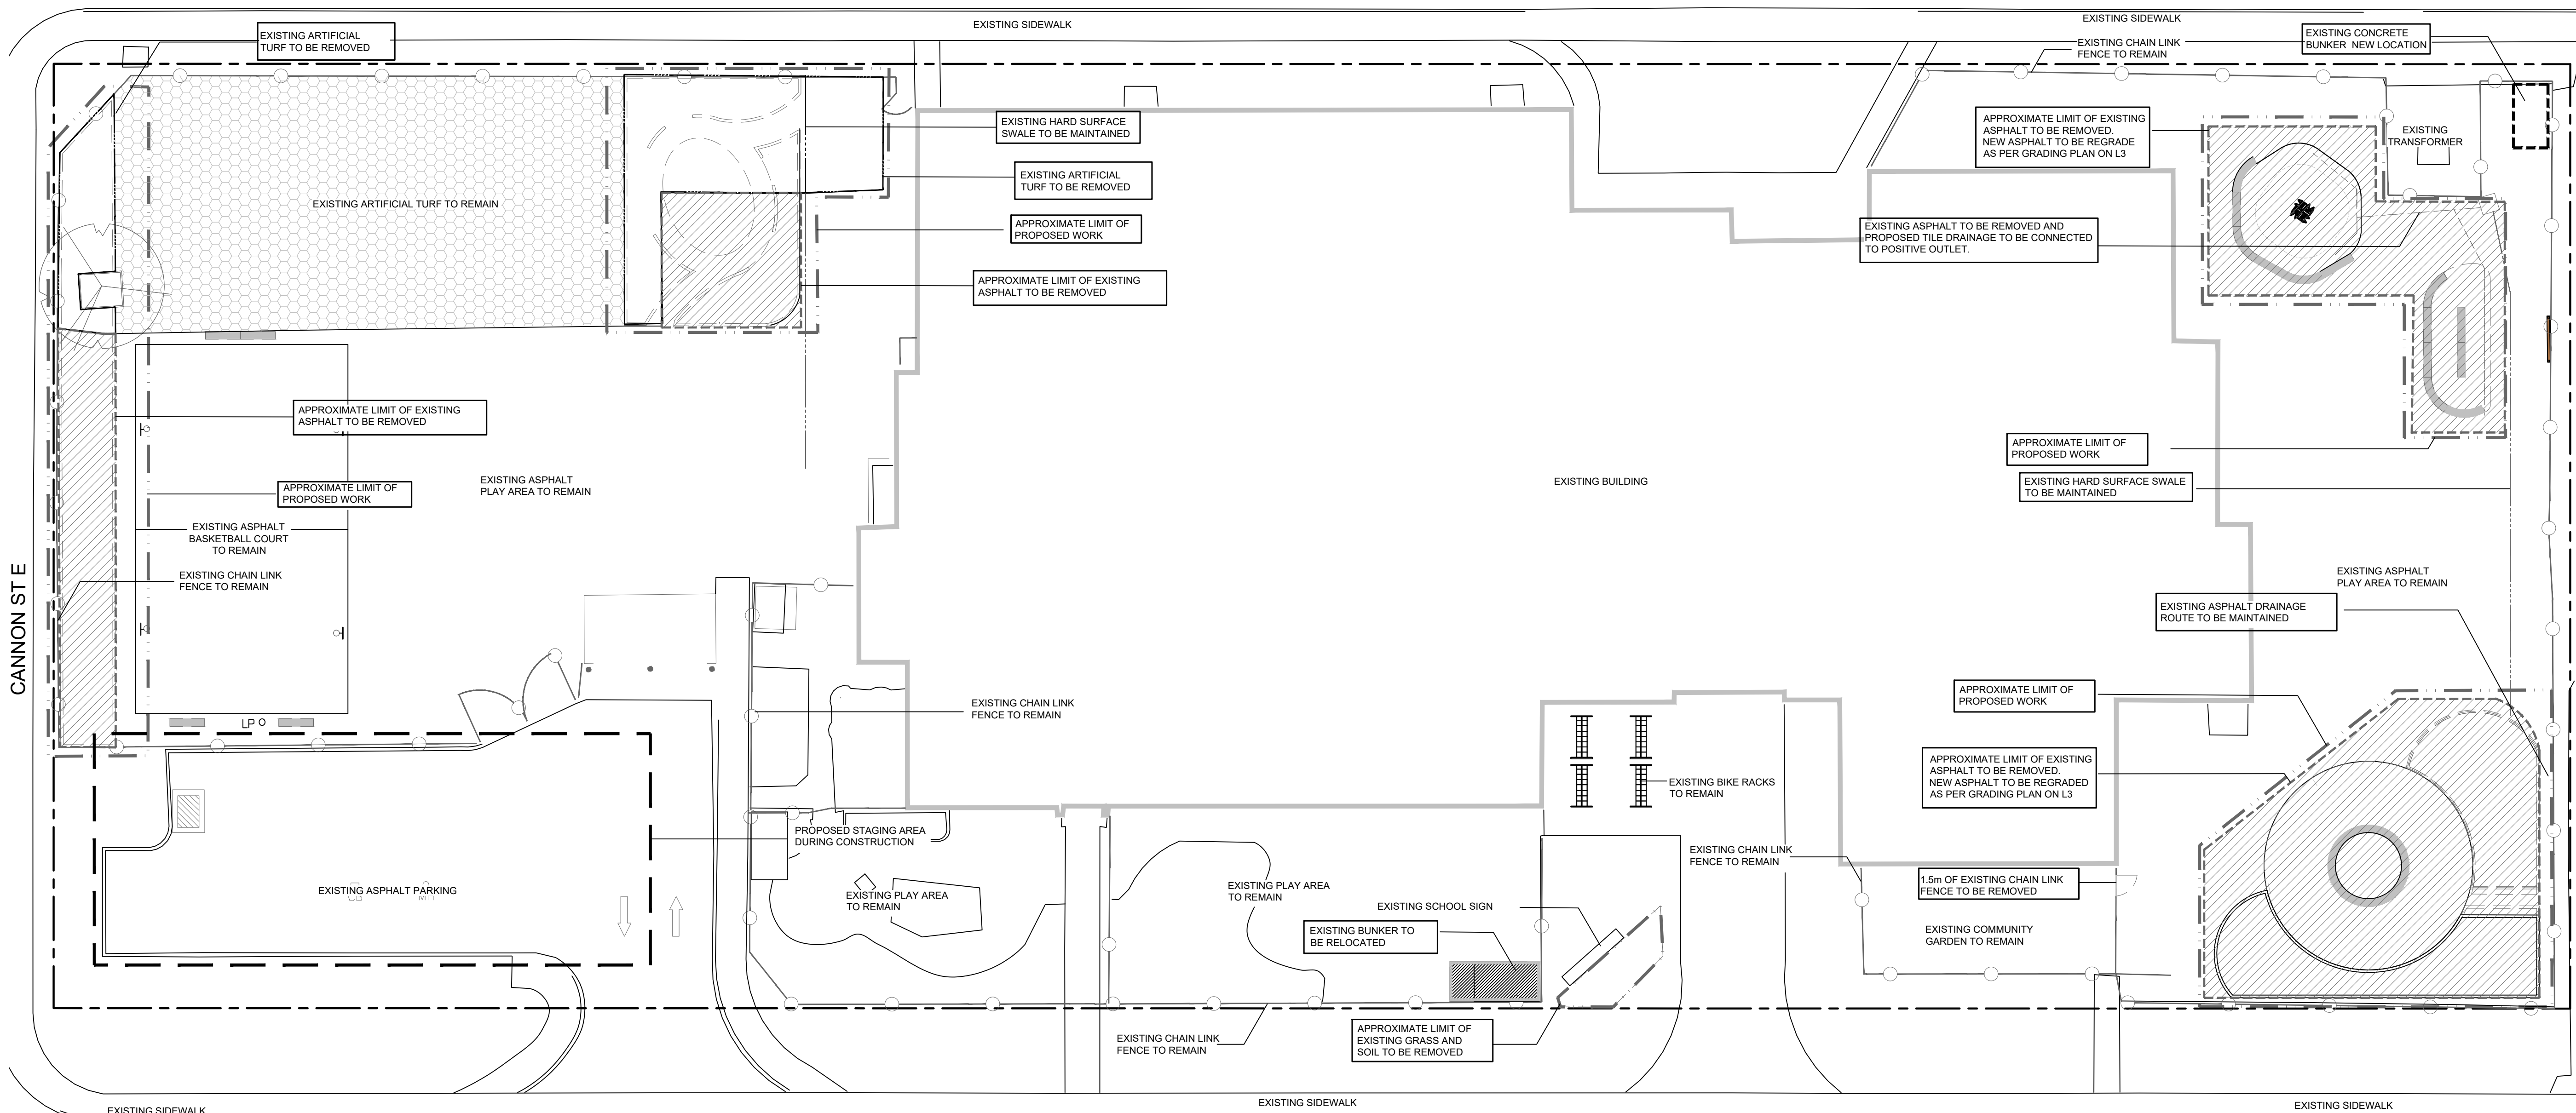 EXISTING SIDEWALK
EXISTING SIDEWALK
EXISTING ARTIFICIAL
TURF TO BE REMOVED
EXISTING CHAIN LINK
FENCE TO REMAIN
EXISTING CONCRETE
BUNKER NEW LOCATION
EXISTING HARD SURFACE
SWALE TO BE MAINTAINED
APPROXIMATE LIMIT OF EXISTING
ASPHALT TO BE REMOVED.
NEW ASPHALT TO BE REGRADE
AS PER GRADING PLAN ON L3
EXISTING
TRANSFORMER
EXISTING ARTIFICIAL
TURF TO BE REMOVED
EXISTING ARTIFICIAL TURF TO REMAIN
APPROXIMATE LIMIT OF
PROPOSED WORK
EXISTING ASPHALT TO BE REMOVED AND
PROPOSED TILE DRAINAGE TO BE CONNECTED
TO POSITIVE OUTLET.
APPROXIMATE LIMIT OF EXISTING
ASPHALT TO BE REMOVED
APPROXIMATE LIMIT OF EXISTING
ASPHALT TO BE REMOVED
APPROXIMATE LIMIT OF
PROPOSED WORK
EXISTING ASPHALT
PLAY AREA TO REMAIN
EXISTING BUILDING
EXISTING HARD SURFACE SWALE
TO BE MAINTAINED
APPROXIMATE LIMIT OF
PROPOSED WORK
EXISTING ASPHALT
BASKETBALL COURT
TO REMAIN
EXISTING CHAIN LINK
FENCE TO REMAIN
CANNON ST E
EXISTING ASPHALT
PLAY AREA TO REMAIN
EXISTING ASPHALT DRAINAGE
ROUTE TO BE MAINTAINED
LP
EXISTING CHAIN LINK
FENCE TO REMAIN
APPROXIMATE LIMIT OF
PROPOSED WORK
EXISTING BIKE RACKS
TO REMAIN
APPROXIMATE LIMIT OF EXISTING
ASPHALT TO BE REMOVED.
NEW ASPHALT TO BE REGRADED
AS PER GRADING PLAN ON L3
PROPOSED STAGING AREA
DURING CONSTRUCTION
EXISTING CHAIN LINK
FENCE TO REMAIN
EXISTING ASPHALT PARKING
CB
MH
EXISTING PLAY AREA
TO REMAIN
EXISTING PLAY AREA
TO REMAIN
1.5m OF EXISTING CHAIN LINK
FENCE TO BE REMOVED
EXISTING SCHOOL SIGN
EXISTING BUNKER TO
BE RELOCATED
EXISTING COMMUNITY
GARDEN TO REMAIN
EXISTING CHAIN LINK
FENCE TO REMAIN
APPROXIMATE LIMIT OF
EXISTING GRASS AND
SOIL TO BE REMOVED
EXISTING SIDEWALK
EXISTING SIDEWALK
EXISTING SIDEWALK